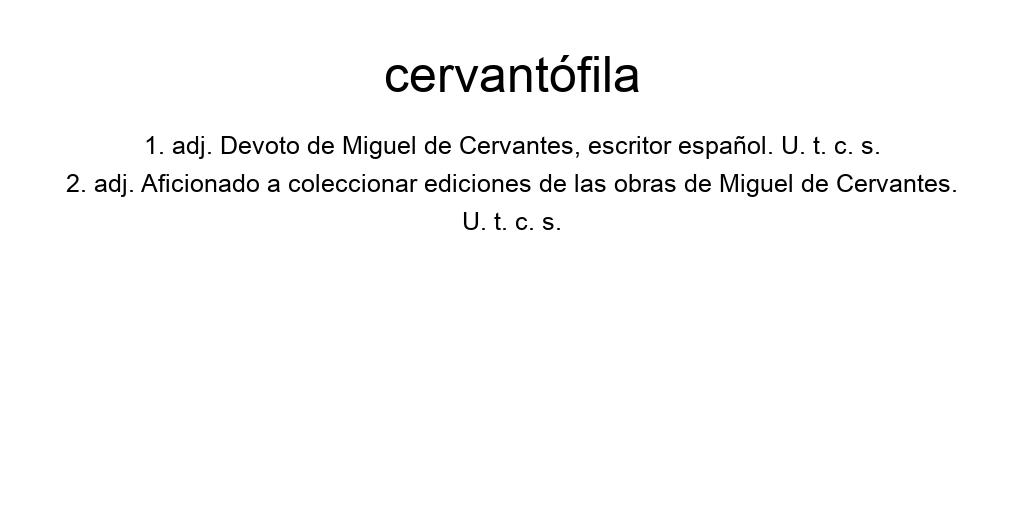 cervantófila
1. adj. Devoto de Miguel de Cervantes, escritor español. U. t. c. s.
2. adj. Aficionado a coleccionar ediciones de las obras de Miguel de Cervantes.
U. t. c. s.